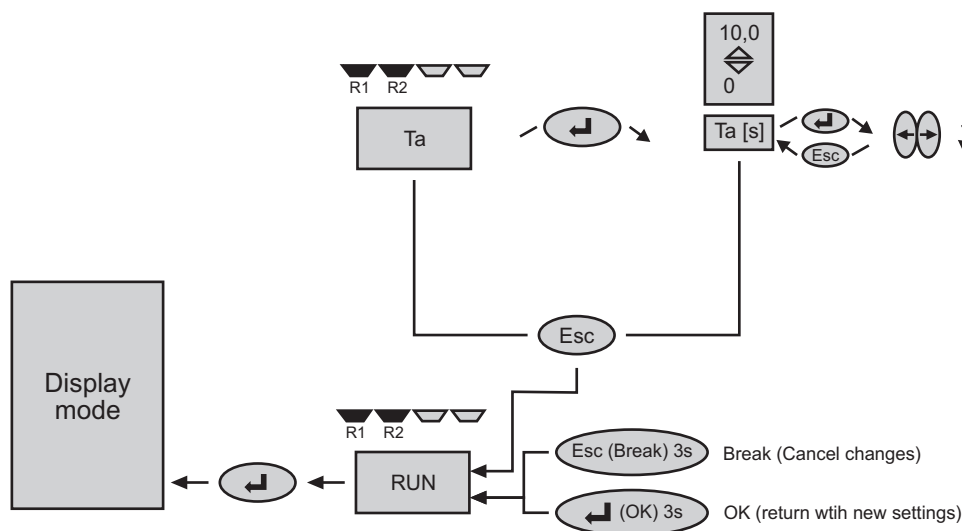 10,0
0
R1 R2
Ta
Ta [s]
Esc
Esc
Display
mode
R1 R2
RUN
Esc (Break) 3s
Break (Cancel changes)
(OK) 3s
OK (return wtih new settings)